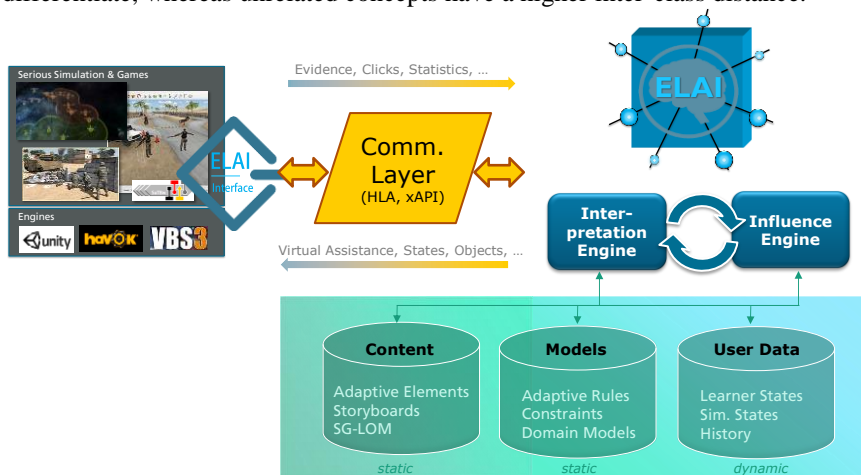 differentiate, whereas unrelated concepts have a higher inter-class distance.
Serious Simulation & Games
Evidence, Clicks, Statistics, ...
ELAI
ELAI
Interface
Comm.
Layer
(HLA, xAPI)
Engines
unity
havOK
VBS3
Virtual Assistance, States, Objects, ...
Inter-
pretation
Engine
Influence
Engine
Content
Adaptive Elements
Storyboards
SG-LOM
static
Models
Adaptive Rules
Constraints
Domain Models
static
User Data
Learner States
Sim. States
History
dynamic